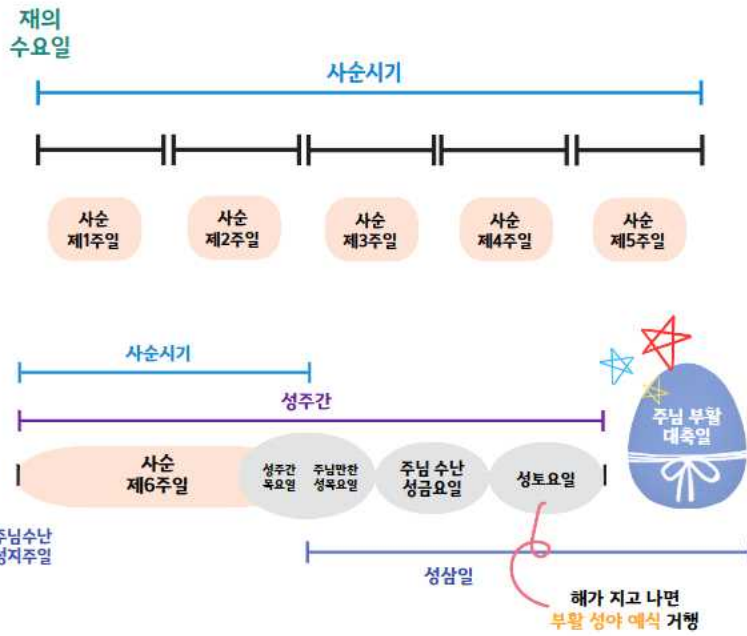 재의
수요일
사순시기
사순
제1주일
사순
제2주일
사순
제3주일
사순
제4주일
사순
제5주일
사순시기
성주간
사순
제6주일
성주간
목요일
주님만찬
성목요일
주님 수난
성금요일
성토요일
주님 부활
대축일
주님수난
성지주일
성삼일
해가 지고 나면
부활 성야 예식 거행